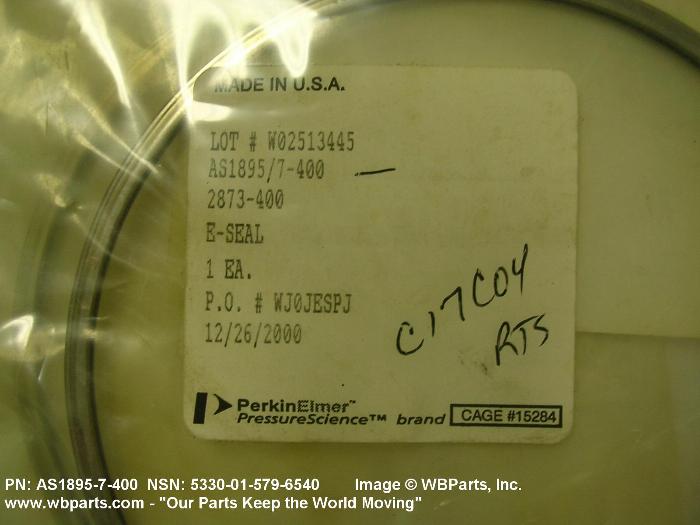 MADE IN U.S.A.
LOT # W02513445
AS1895/7-400 —
2873-400
E-SEAL
1 EA.
P.O. # WJ0JESPJ
12/26/2000
C17C04
RTS
PerkinElmer™
PressureScience™ brand CAGE #15284
PN: AS1895-7-400 NSN: 5330-01-579-6540 Image © WBParts, Inc.
www.wbparts.com - "Our Parts Keep the World Moving"